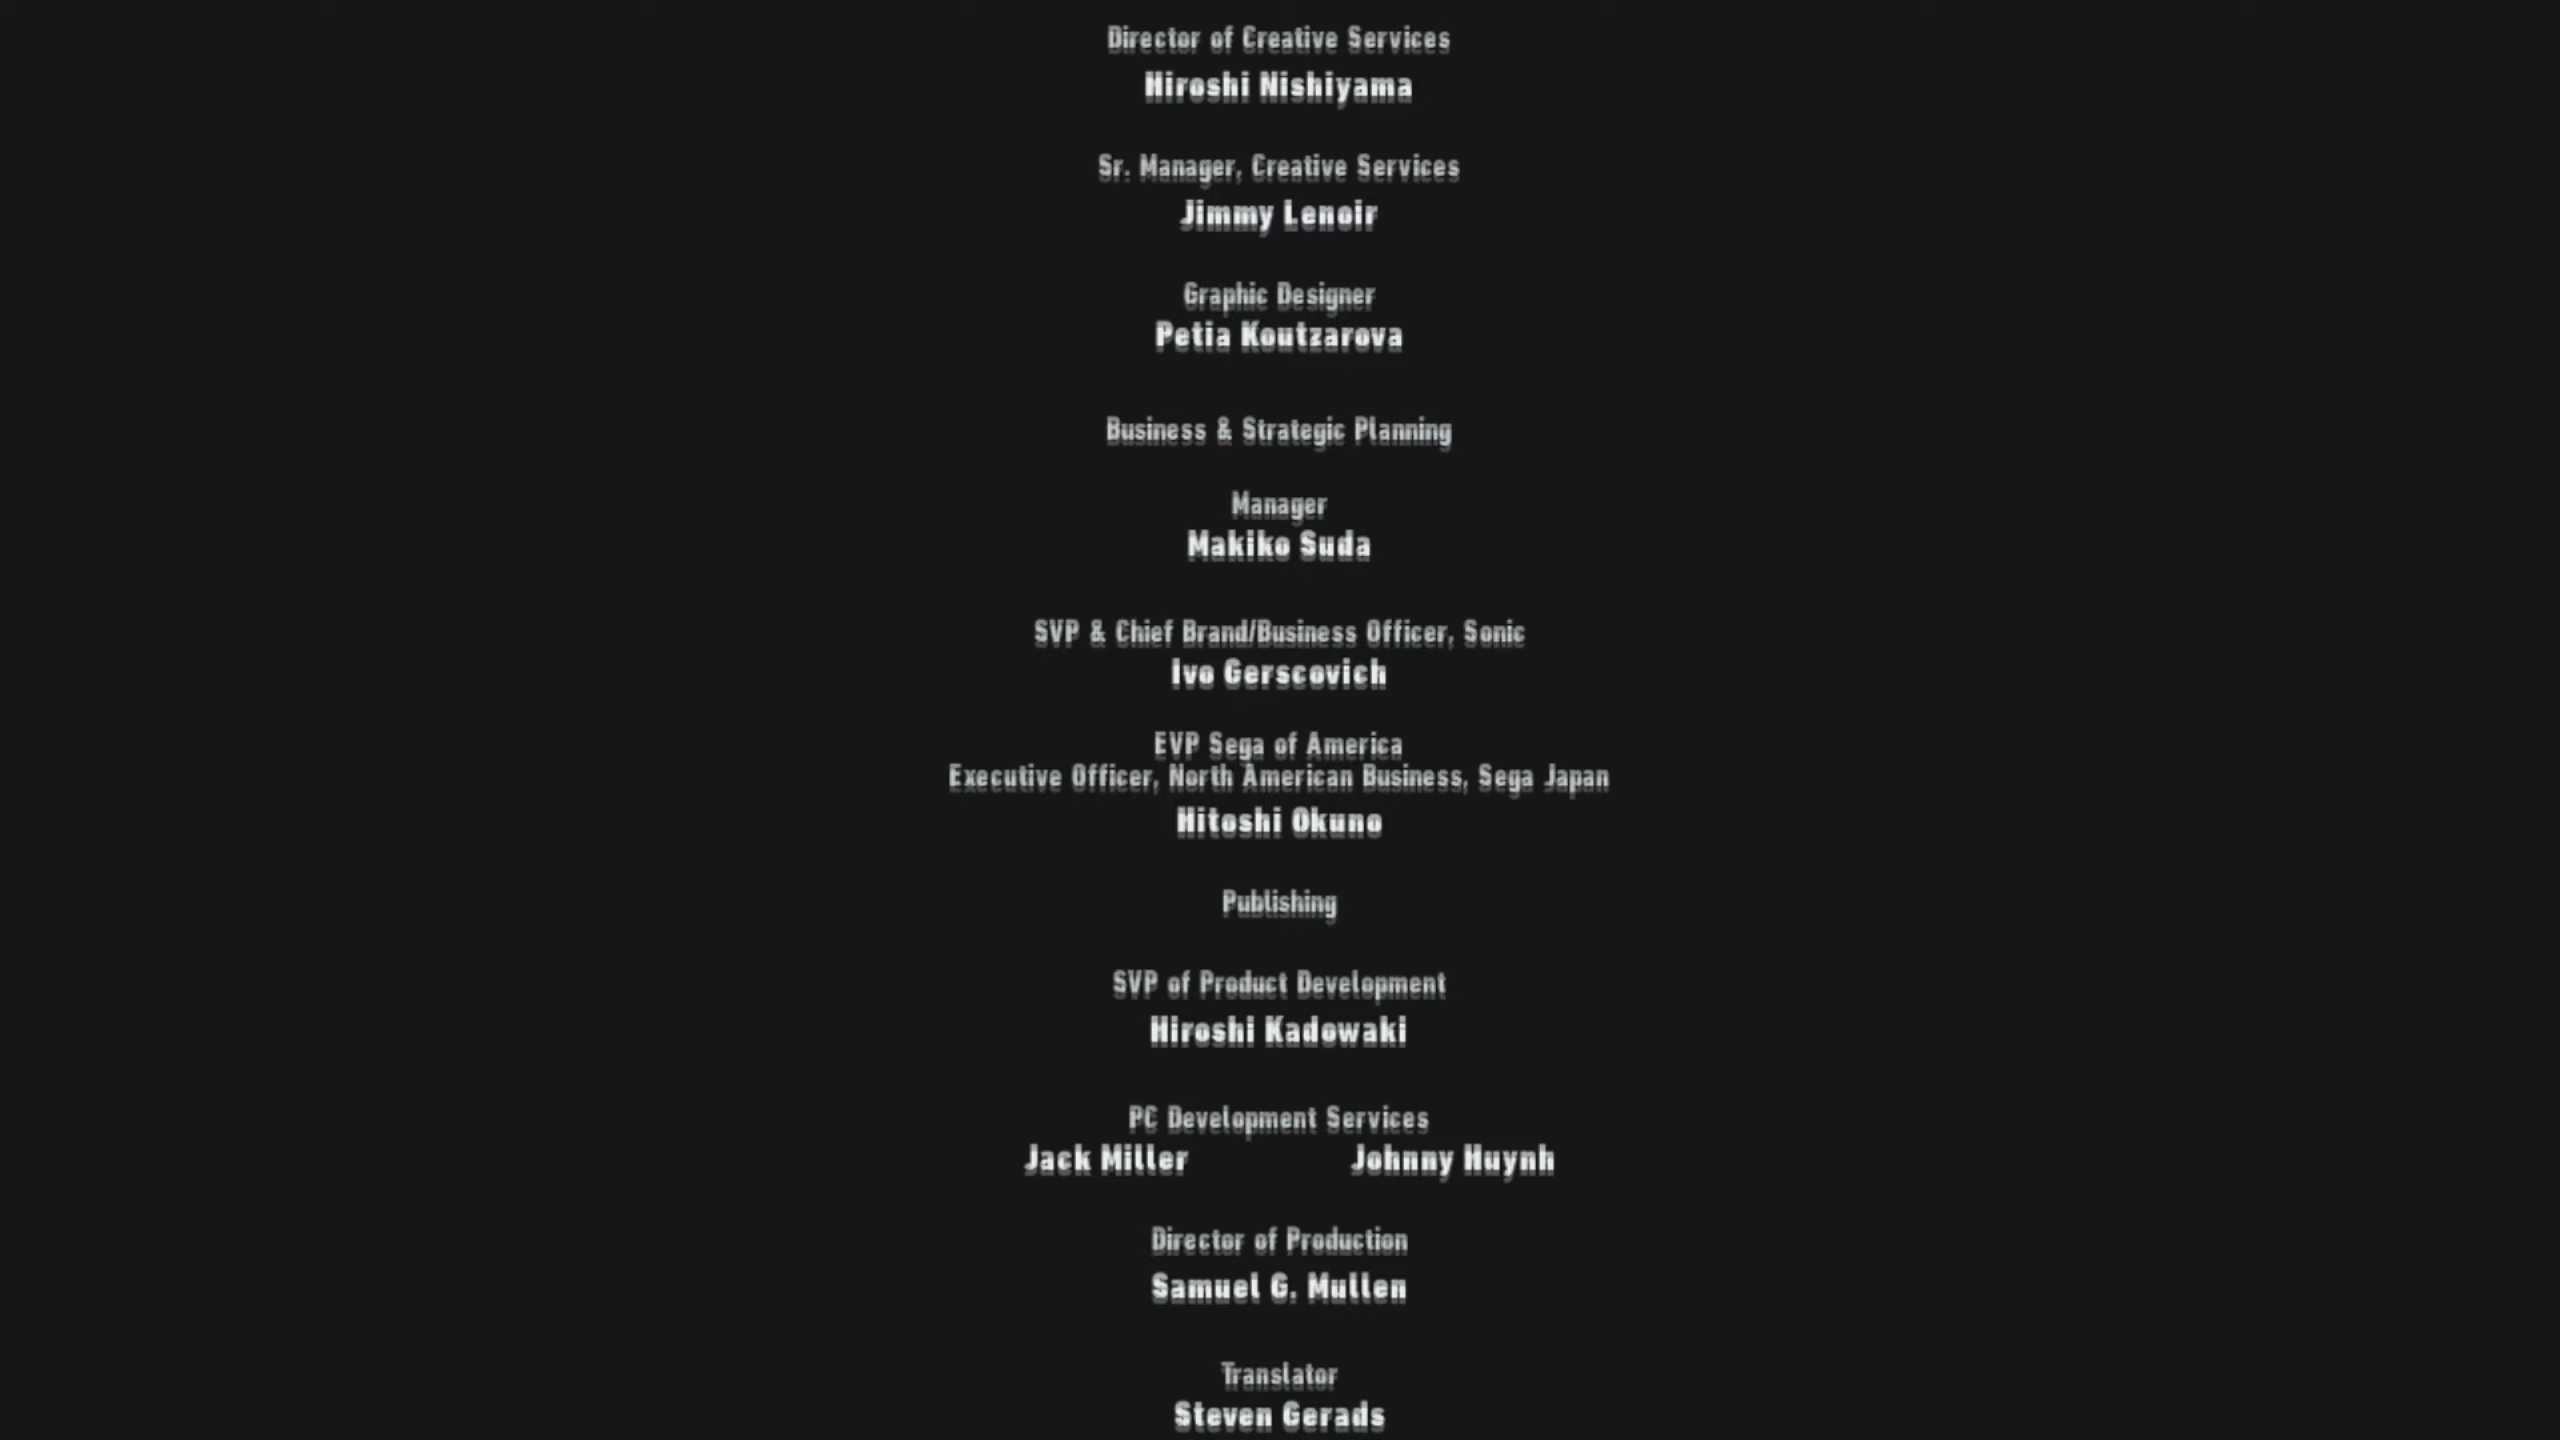 Director of Creative Services
Hiroshi Nishiyama
Sr. Manager, Creative Services
Jimmy Lenoir
Graphic Designer
Petia Koutzarova
Business & Strategic Planning
Manager
Makiko Suda
SVP & Chief Brand/Business Officer, Sonic
Ivo Gerscovich
EVP Sega of America
Executive Officer, North American Business, Sega Japan
Hitoshi Okuno
Publishing
SVP of Product Development
Hiroshi Kadowaki
PC Development Services
Jack Miller Johnny Huynh
Director of Production
Samuel G. Mullen
Translator
Steven Gerads